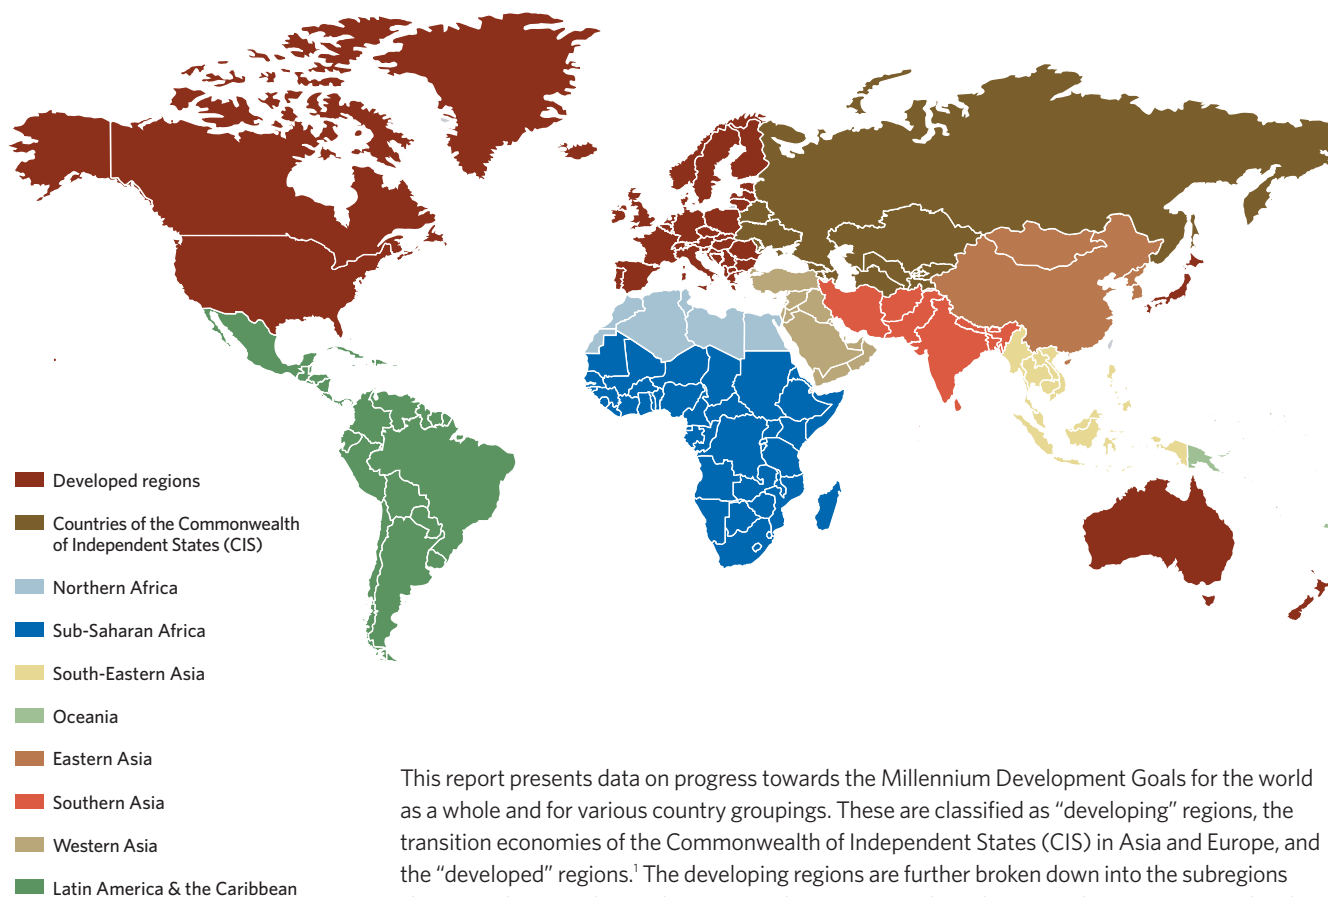 Developed regions
Countries of the Commonwealth
of Independent States (CIS)
Northern Africa
Sub-Saharan Africa
South-Eastern Asia
Oceania
Eastern Asia
Southern Asia
Western Asia
Latin America & the Caribbean
This report presents data on progress towards the Millennium Development Goals for the world
as a whole and for various country groupings. These are classified as “developing” regions, the
transition economies of the Commonwealth of Independent States (CIS) in Asia and Europe, and
the “developed” regions.¹ The developing regions are further broken down into the subregions